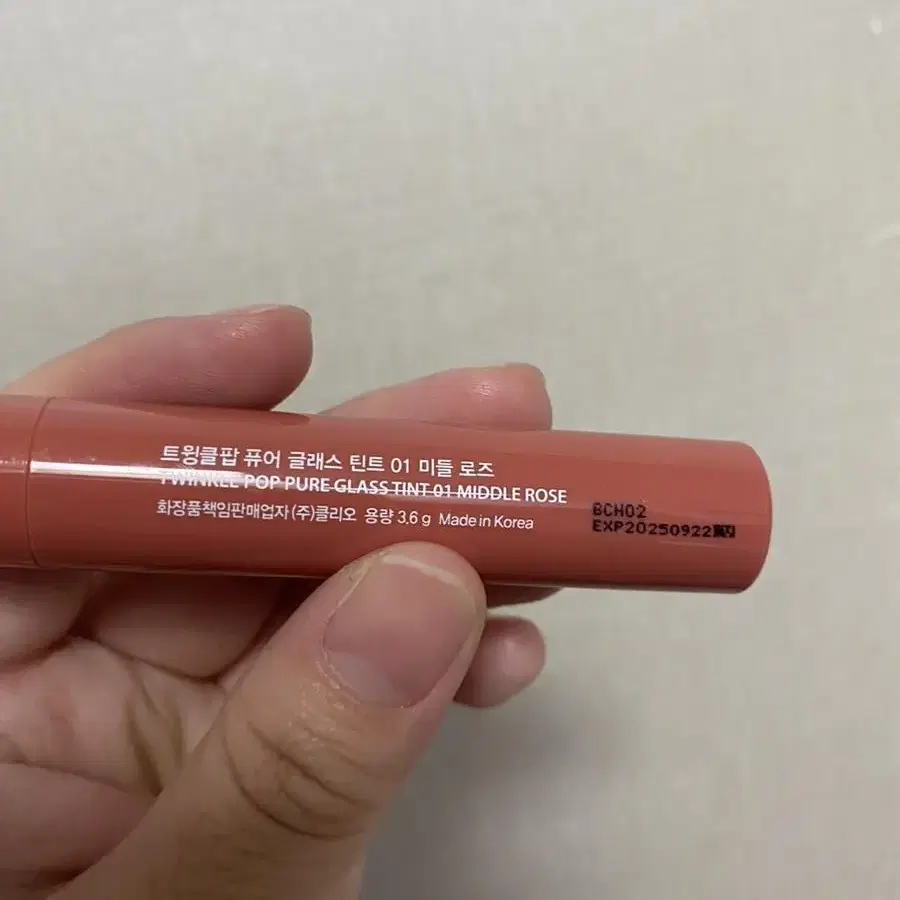 트윙클팝 퓨어 글래스 틴트 01 미들 로즈
TWINKLE POP PURE GLASS TINT 01 MIDDLE ROSE
화장품책임판매업자 (주)클리오 용량 3.6 g Made in Korea
BCH02
EXP20250922